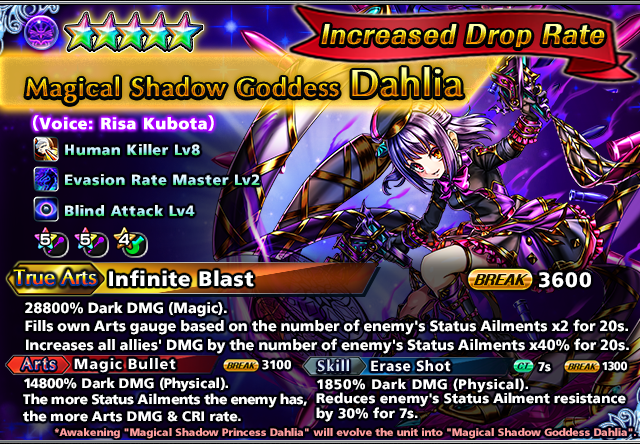 Increased Drop Rate
Magical Shadow Goddess Dahlia
(Voice: Risa Kubota)
Human Killer Lv8
Evasion Rate Master Lv2
Blind Attack Lv4
5 5 4
True Arts Infinite Blast BREAK 3600
28800% Dark DMG (Magic).
Fills own Arts gauge based on the number of enemy's Status Ailments x2 for 20s.
Increases all allies' DMG by the number of enemy's Status Ailments x40% for 20s.
Arts Magic Bullet BREAK 3100
14800% Dark DMG (Physical).
The more Status Ailments the enemy has,
the more Arts DMG & CRI rate.
Skill Erase Shot C.T. 7s BREAK 1300
1850% Dark DMG (Physical).
Reduces enemy's Status Ailment resistance
by 30% for 7s.
*Awakening "Magical Shadow Princess Dahlia" will evolve the unit into "Magical Shadow Goddess Dahlia".